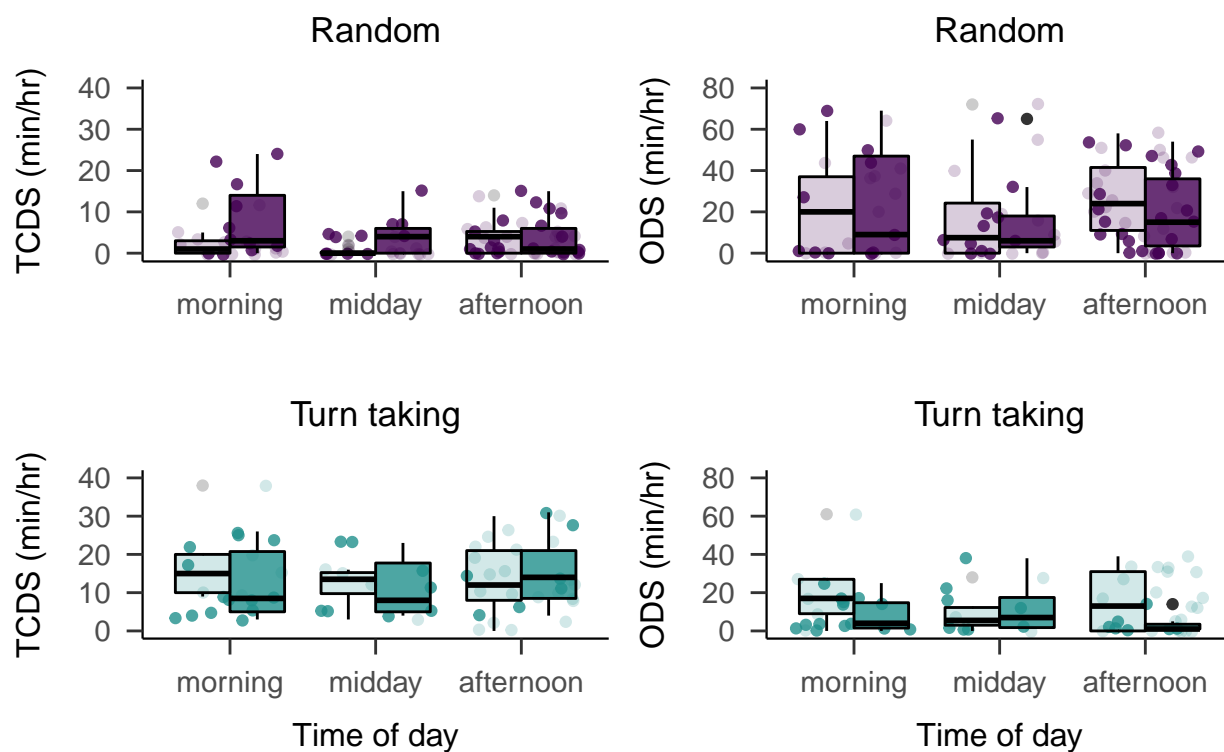 Random
TCDS (min/hr)
40
30
20
10
0
morning midday afternoon
Random
ODS (min/hr)
80
60
40
20
0
morning midday afternoon
Turn taking
TCDS (min/hr)
40
30
20
10
0
morning midday afternoon
Time of day
Turn taking
ODS (min/hr)
80
60
40
20
0
morning midday afternoon
Time of day